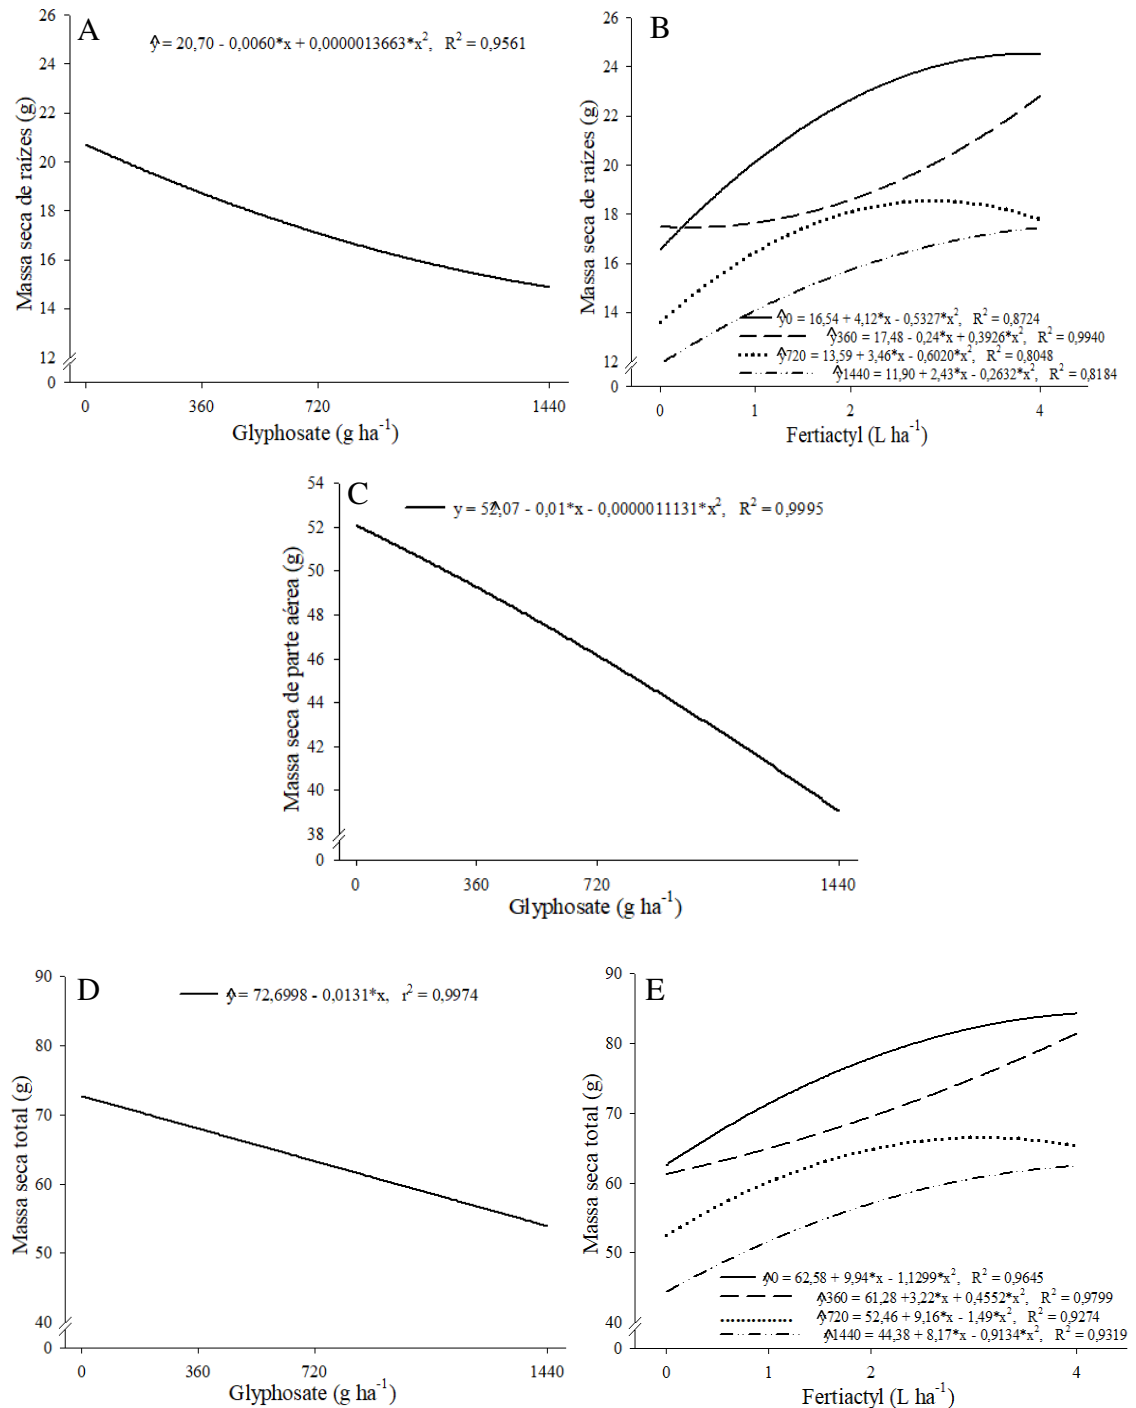 A
ŷ = 20,70 - 0,0060*x + 0,0000013663*x², R² = 0,9561
Massa seca de raízes (g)
26
24
22
20
18
16
14
12
0
0 360 720 1440
Glyphosate (g ha⁻¹)
B
Massa seca de raízes (g)
26
24
22
20
18
16
14
12
0
ŷ0 = 16,54 + 4,12*x - 0,5327*x², R² = 0,8724
ŷ360 = 17,48 - 0,24*x + 0,3926*x², R² = 0,9940
ŷ720 = 13,59 + 3,46*x - 0,6020*x², R² = 0,8048
ŷ1440 = 11,90 + 2,43*x - 0,2632*x², R² = 0,8184
0 1 2 4
Fertiactyl (L ha⁻¹)
C
y = 52,07 - 0,01*x - 0,0000011131*x², R² = 0,9995
Massa seca de parte aérea (g)
54
52
50
48
46
44
42
40
38
0
0 360 720 1440
Glyphosate (g ha⁻¹)
D
ŷ = 72,6998 - 0,0131*x, r² = 0,9974
Massa seca total (g)
90
80
70
60
50
40
0
0 360 720 1440
Glyphosate (g ha⁻¹)
E
Massa seca total (g)
90
80
70
60
50
40
0
ŷ0 = 62,58 + 9,94*x - 1,1299*x², R² = 0,9645
ŷ360 = 61,28 +3,22*x + 0,4552*x², R² = 0,9799
ŷ720 = 52,46 + 9,16*x - 1,49*x², R² = 0,9274
ŷ1440 = 44,38 + 8,17*x - 0,9134*x², R² = 0,9319
0 1 2 4
Fertiactyl (L ha⁻¹)